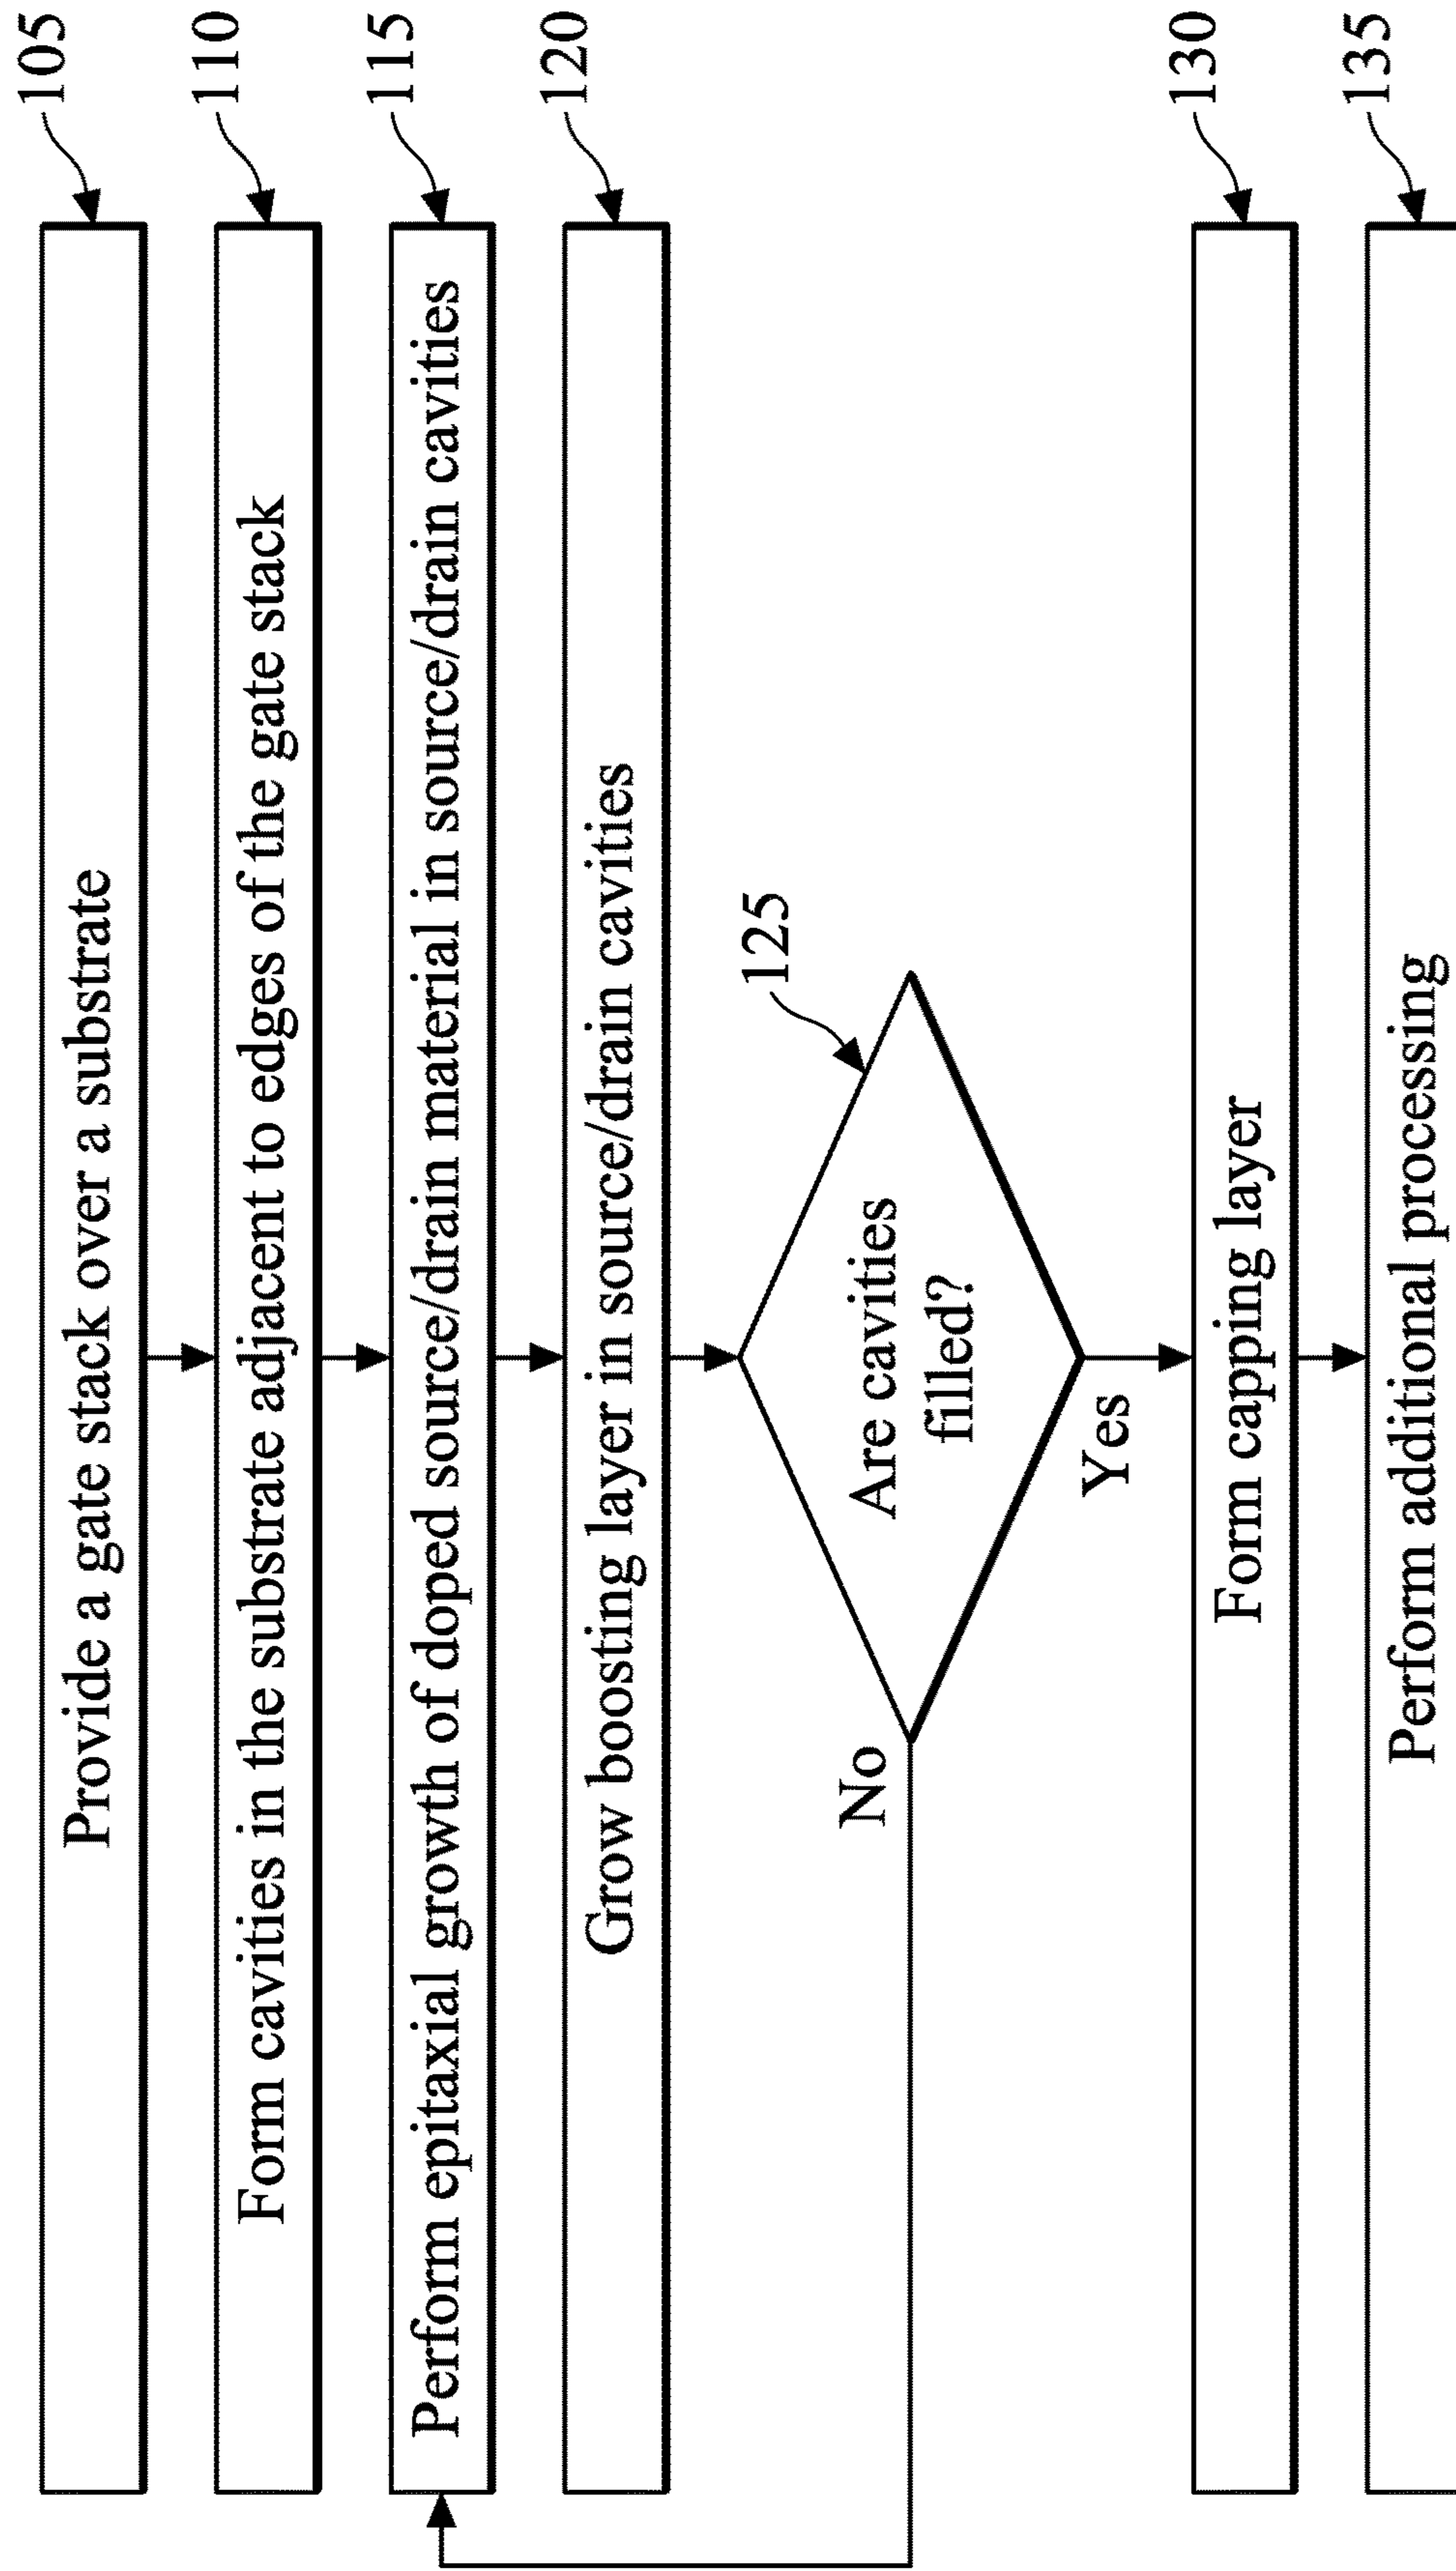 Provide a gate stack over a substrate
105
Form cavities in the substrate adjacent to edges of the gate stack
110
Perform epitaxial growth of doped source/drain material in source/drain cavities
115
Grow boosting layer in source/drain cavities
120
125
Are cavities
filled?
No
Yes
Form capping layer
130
Perform additional processing
135